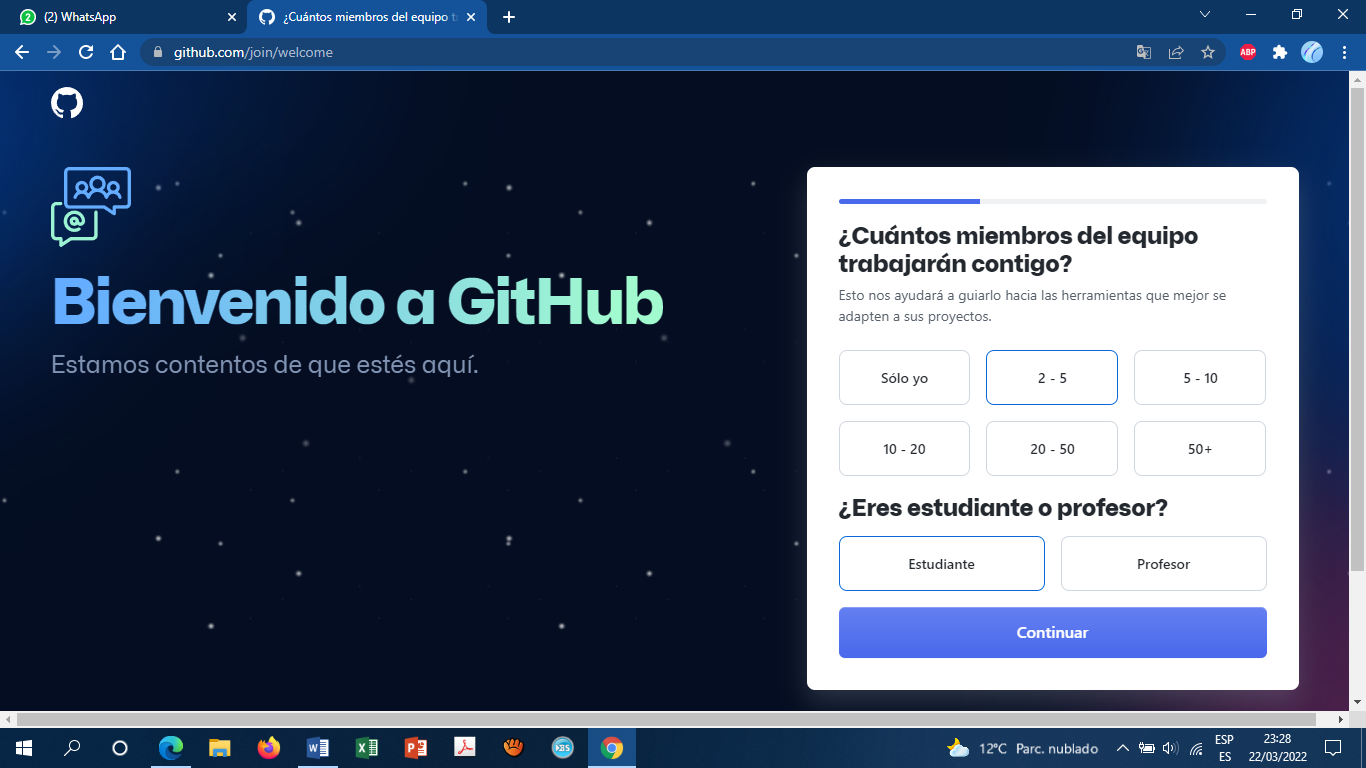 (2) WhatsApp
¿Cuántos miembros del equipo t
github.com/join/welcome
ABP
Bienvenido a GitHub
Estamos contentos de que estés aquí.
¿Cuántos miembros del equipo
trabajarán contigo?
Esto nos ayudará a guiarlo hacia las herramientas que mejor se
adapten a sus proyectos.
Sólo yo
2 - 5
5 - 10
10 - 20
20 - 50
50+
¿Eres estudiante o profesor?
Estudiante
Profesor
Continuar
12°C Parc. nublado
ESP
ES
23:28
22/03/2022